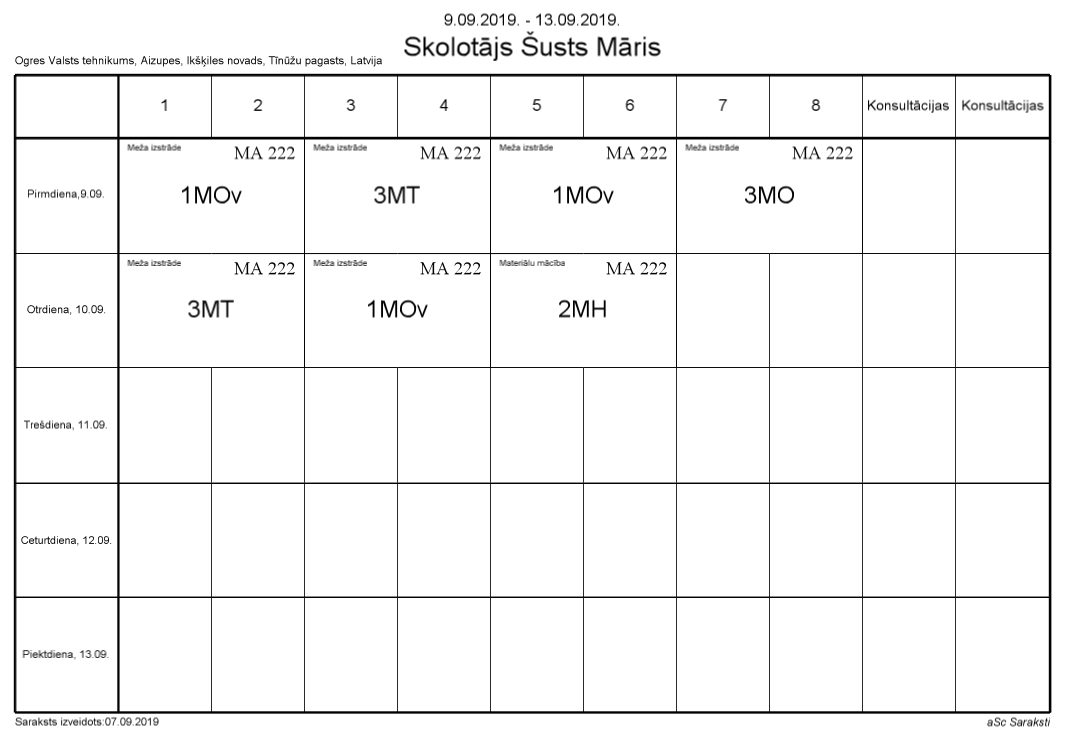 9.09.2019. - 13.09.2019.
Skolotājs Šusts Māris
Ogres Valsts tehnikums, Aizupes, Ikšķiles novads, Tīnūžu pagasts, Latvija
1 2 3 4 5 6 7 8 Konsultācijas Konsultācijas
Meža izstrāde MA 222 Meža izstrāde MA 222 Meža izstrāde MA 222 Meža izstrāde MA 222
Pirmdiena,9.09. 1MOv 3MT 1MOv 3MO
Meža izstrāde MA 222 Meža izstrāde MA 222 Materiālu mācība MA 222
Otrdiena, 10.09. 3MT 1MOv 2MH
Trešdiena, 11.09.
Ceturtdiena, 12.09.
Piektdiena, 13.09.
Saraksts izveidots:07.09.2019 aSc Saraksti